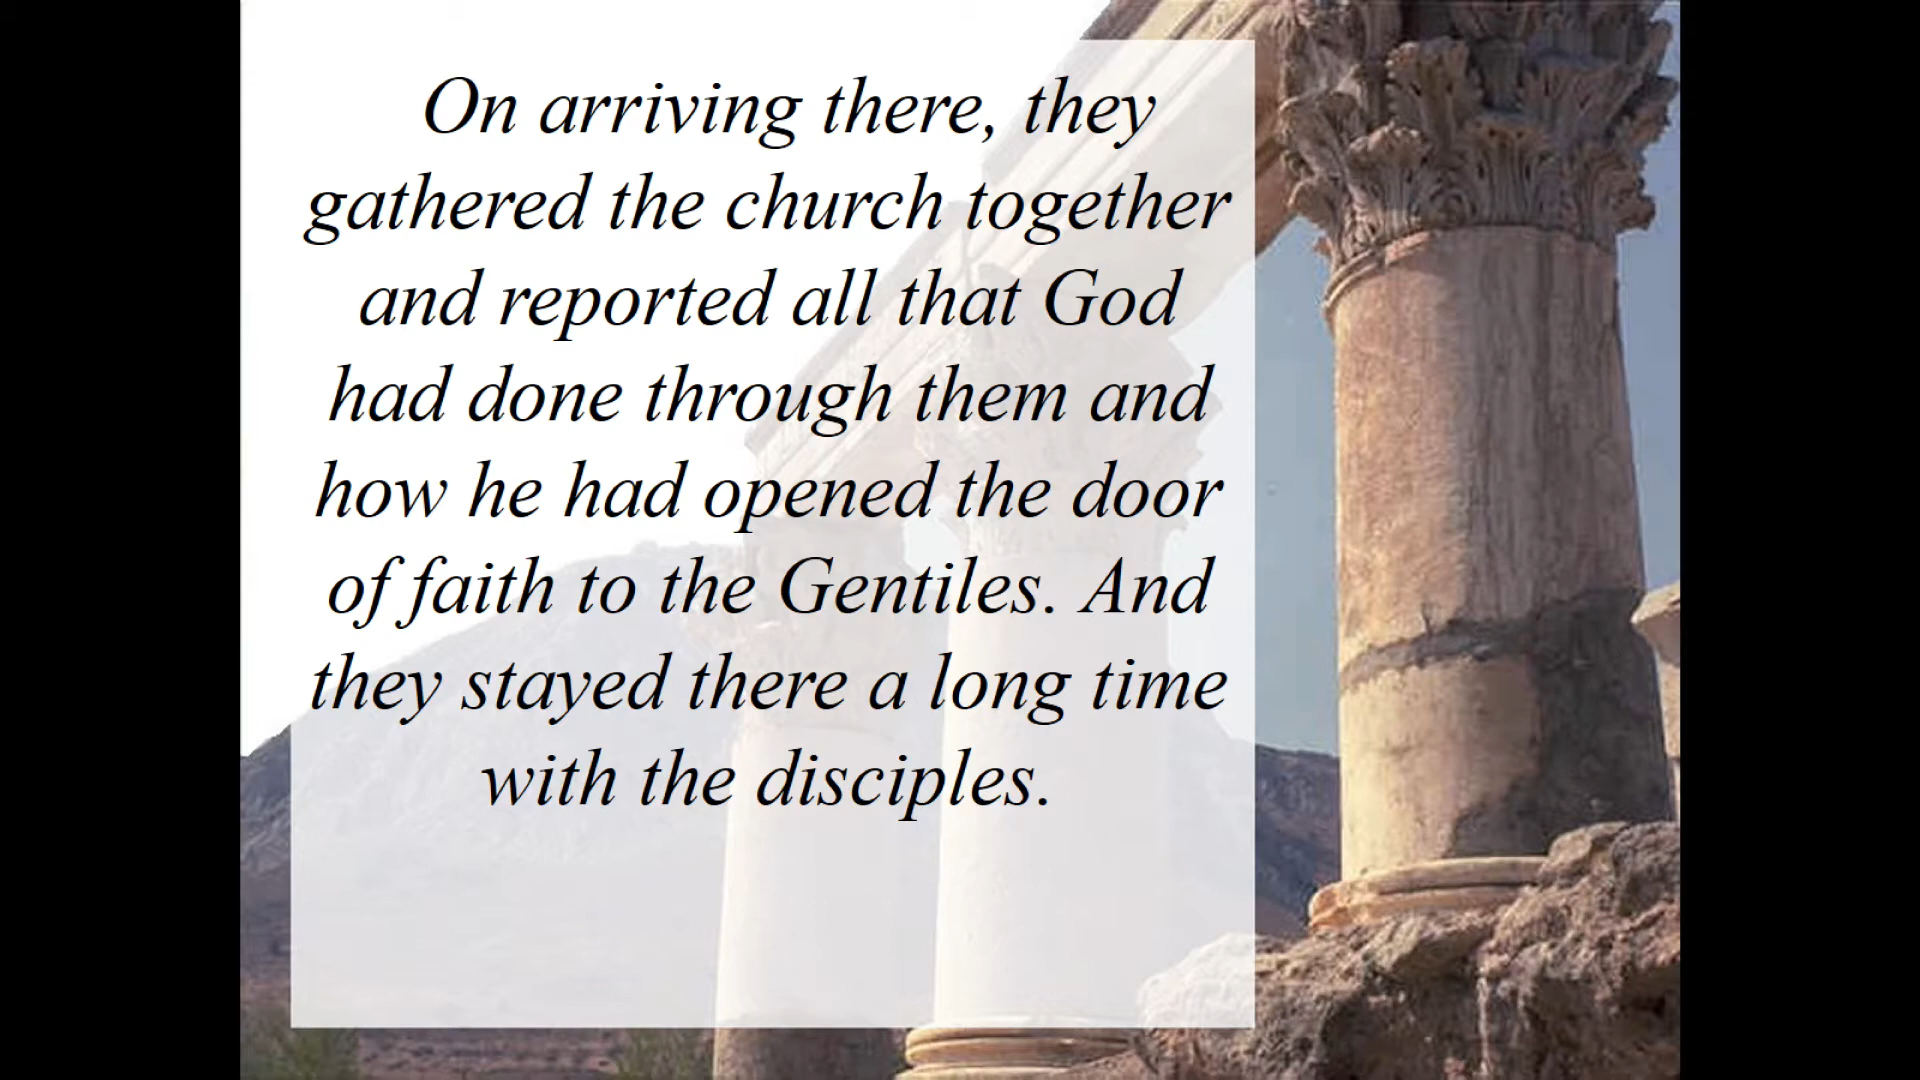 On arriving there, they
gathered the church together
and reported all that God
had done through them and
how he had opened the door
of faith to the Gentiles. And
they stayed there a long time
with the disciples.